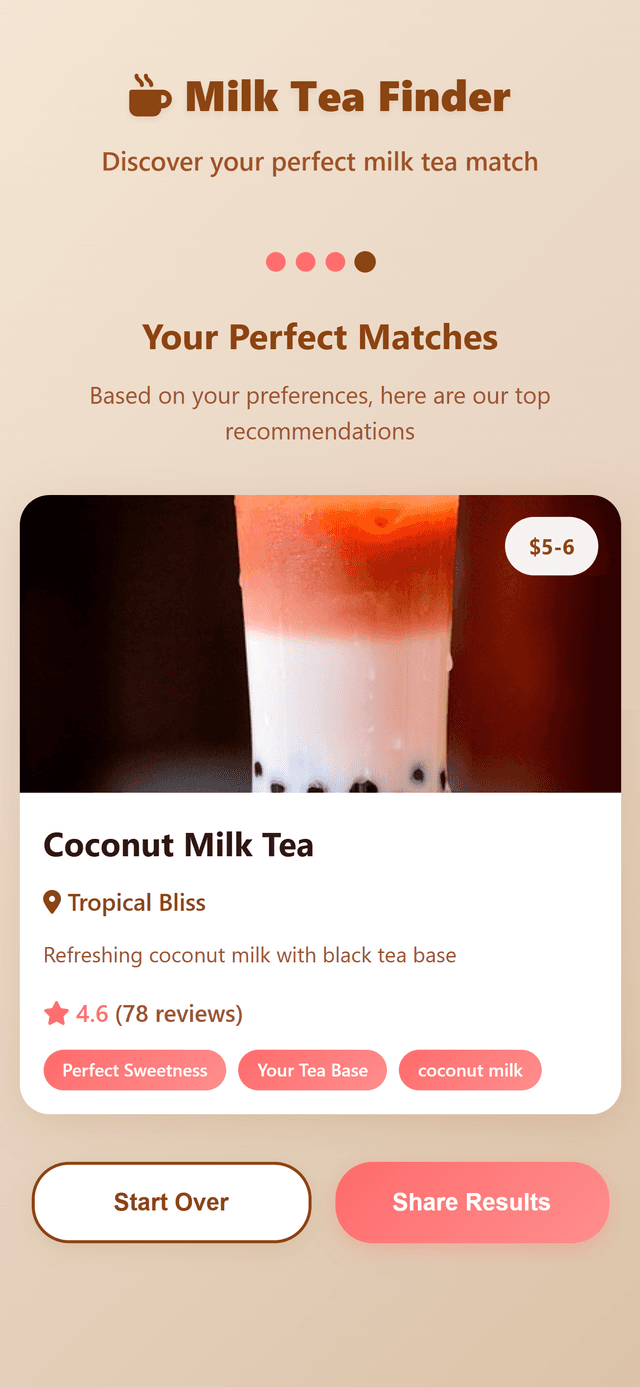 Milk Tea Finder
Discover your perfect milk tea match
Your Perfect Matches
Based on your preferences, here are our top
recommendations
$5-6
Coconut Milk Tea
Tropical Bliss
Refreshing coconut milk with black tea base
4.6 (78 reviews)
Perfect Sweetness Your Tea Base coconut milk
Start Over Share Results